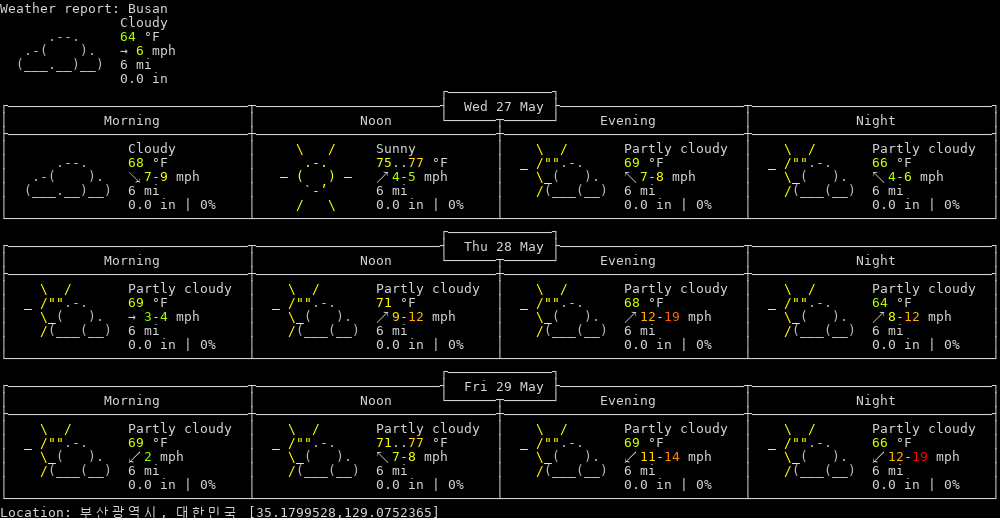 Weather report: Busan
Cloudy
64 °F
→ 6 mph
6 mi
0.0 in
Wed 27 May
Morning Noon Evening Night
Cloudy Sunny Partly cloudy Partly cloudy
68 °F 75..77 °F 69 °F 66 °F
↘ 7-9 mph ↗ 4-5 mph ↖ 7-8 mph ↖ 4-6 mph
6 mi 6 mi 6 mi 6 mi
0.0 in | 0% 0.0 in | 0% 0.0 in | 0% 0.0 in | 0%
Thu 28 May
Morning Noon Evening Night
Partly cloudy Partly cloudy Partly cloudy Partly cloudy
69 °F 71 °F 68 °F 64 °F
→ 3-4 mph ↗ 9-12 mph ↗ 12-19 mph ↗ 8-12 mph
6 mi 6 mi 6 mi 6 mi
0.0 in | 0% 0.0 in | 0% 0.0 in | 0% 0.0 in | 0%
Fri 29 May
Morning Noon Evening Night
Partly cloudy Partly cloudy Partly cloudy Partly cloudy
69 °F 71..77 °F 69 °F 66 °F
↙ 2 mph ↖ 7-8 mph ↙ 11-14 mph ↙ 12-19 mph
6 mi 6 mi 6 mi 6 mi
0.0 in | 0% 0.0 in | 0% 0.0 in | 0% 0.0 in | 0%
Location: 부산광역시, 대한민국 [35.1799528,129.0752365]